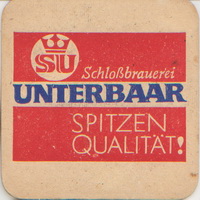 SU
Schloßbrauerei
UNTERBAAR
SPITZEN
QUALITÄT!